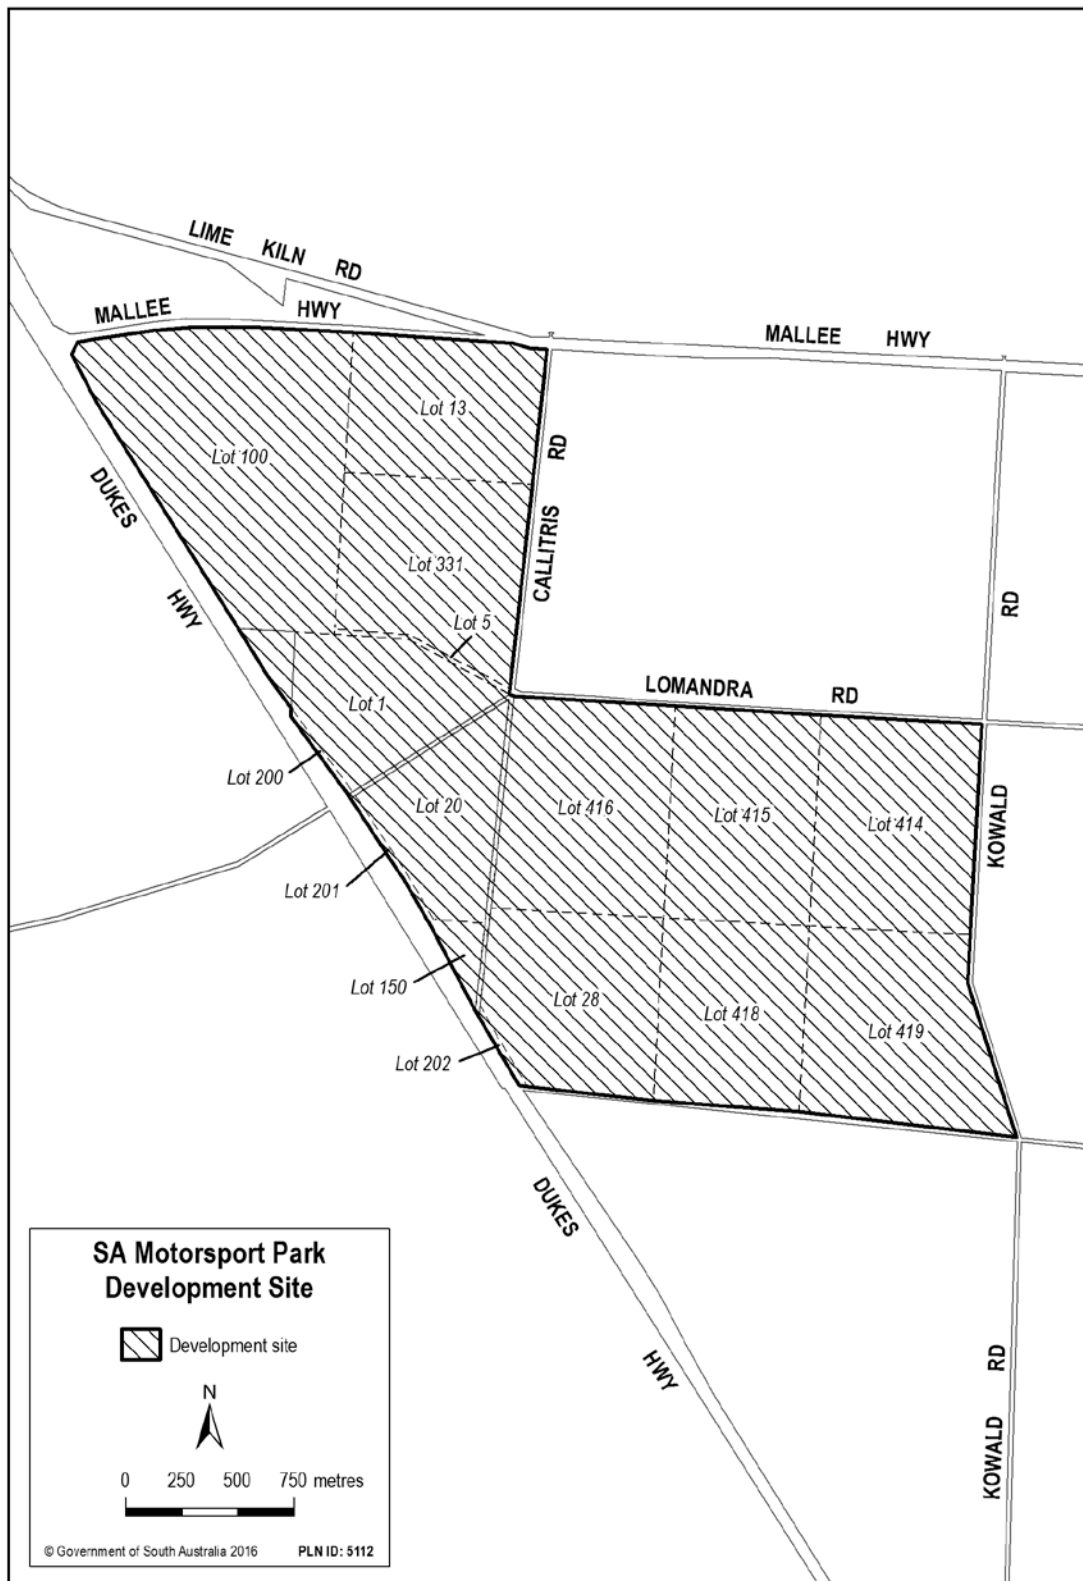 LIME KILN RD
MALLEE HWY
MALLEE HWY
Lot 13
Lot 100
RD
CALLITRIS
DUKES
HWY
Lot 331
Lot 5
RD
LOMANDRA RD
Lot 1
Lot 200
Lot 20
Lot 416
Lot 415
Lot 414
KOWALD
Lot 201
Lot 150
Lot 28
Lot 418
Lot 419
Lot 202
DUKES
HWY
RD
KOWALD
SA Motorsport Park
Development Site
Development site
N
0 250 500 750 metres
© Government of South Australia 2016 PLN ID: 5112